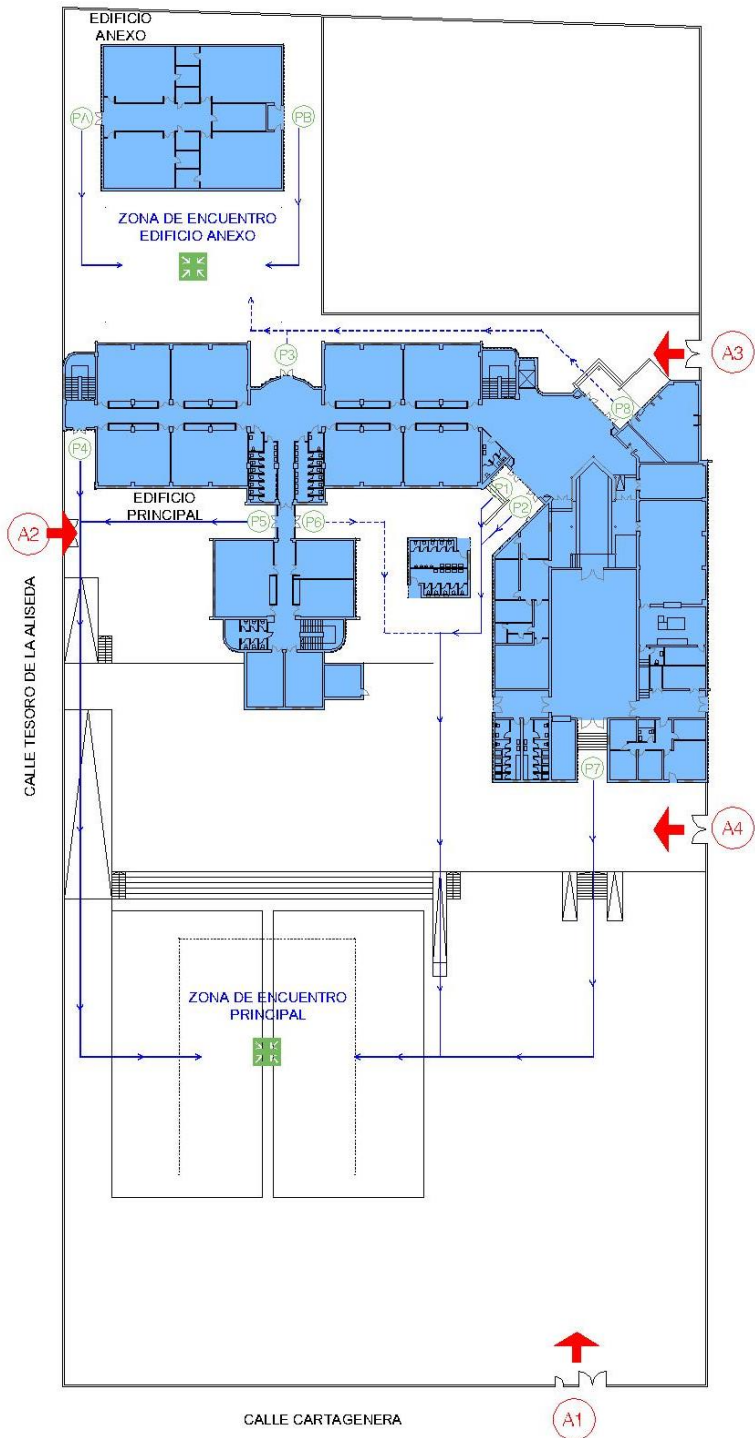 EDIFICIO
ANEXO
PA
PB
ZONA DE ENCUENTRO
EDIFICIO ANEXO
P3
A3
P8
P4
P1
EDIFICIO
PRINCIPAL
P5
P6
P2
A2
CALLE TESORO DE LA ALISEDA
P7
A4
ZONA DE ENCUENTRO
PRINCIPAL
CALLE CARTAGENERA
A1